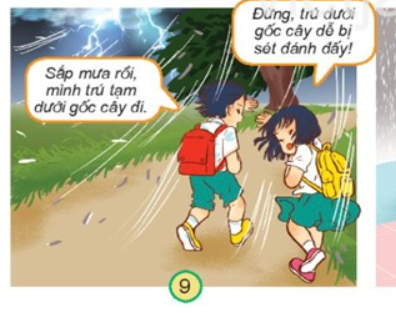 Sắp mưa rồi,
mình trú tạm
dưới gốc cây đi.
Đừng, trú dưới
gốc cây dễ bị
sét đánh đấy!
9